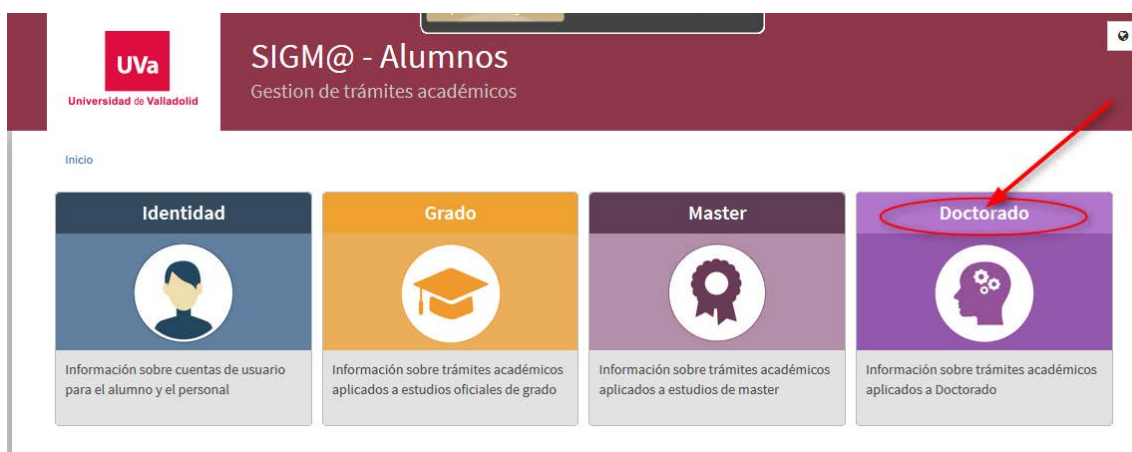 UVa
Universidad de Valladolid
SIGM@ - Alumnos
Gestion de trámites académicos
Inicio
Identidad
Grado
Master
Doctorado
Información sobre cuentas de usuario
para el alumno y el personal
Información sobre trámites académicos
aplicados a estudios oficiales de grado
Información sobre trámites académicos
aplicados a estudios de master
Información sobre trámites académicos
aplicados a Doctorado